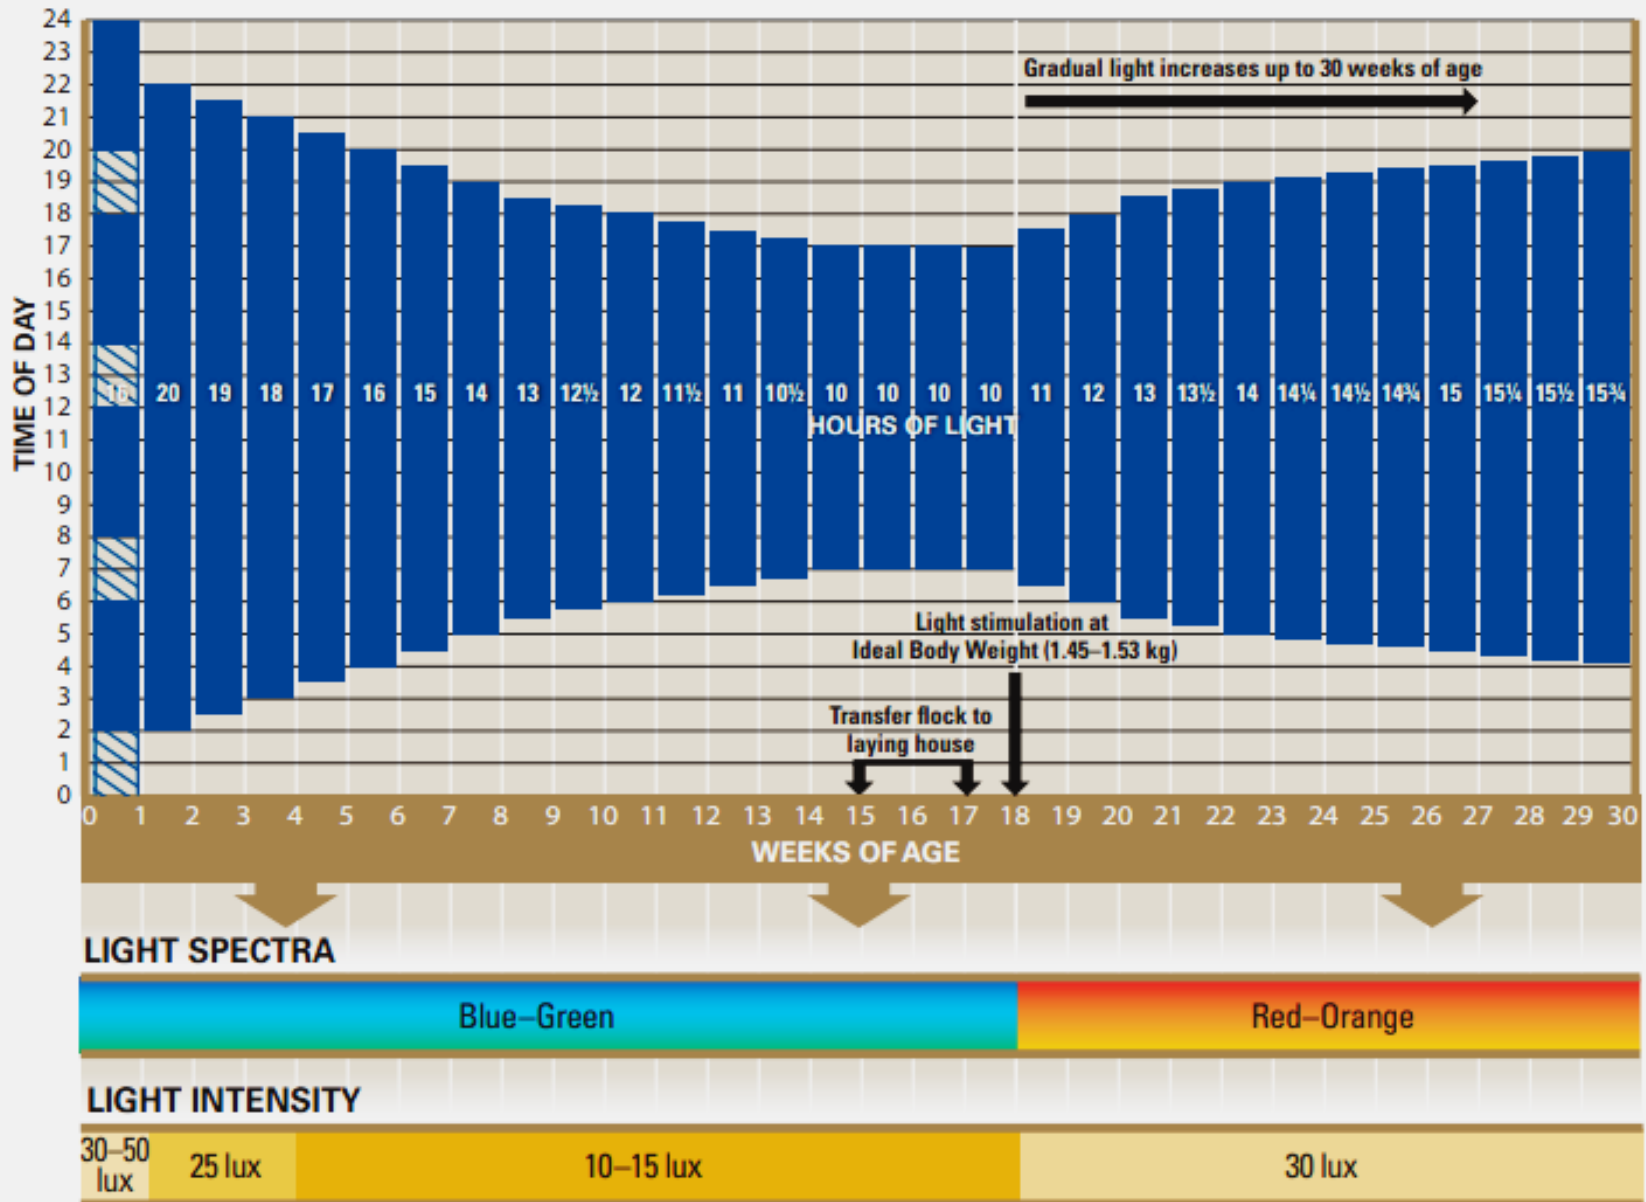 24
23
22
21
20
19
18
17
16
15
14
13
12
11
10
9
8
7
6
5
4
3
2
1
0
TIME OF DAY
Gradual light increases up to 30 weeks of age
16 20 19 18 17 16 15 14 13 12½ 12 11½ 11 10½ 10 10 10 10 11 12 13 13½ 14 14¼ 14½ 14¾ 15 15¼ 15½ 15¾
HOURS OF LIGHT
Light stimulation at
Ideal Body Weight (1.45–1.53 kg)
Transfer flock to
laying house
0 1 2 3 4 5 6 7 8 9 10 11 12 13 14 15 16 17 18 19 20 21 22 23 24 25 26 27 28 29 30
WEEKS OF AGE
LIGHT SPECTRA
Blue–Green
Red–Orange
LIGHT INTENSITY
30–50
lux
25 lux
10–15 lux
30 lux